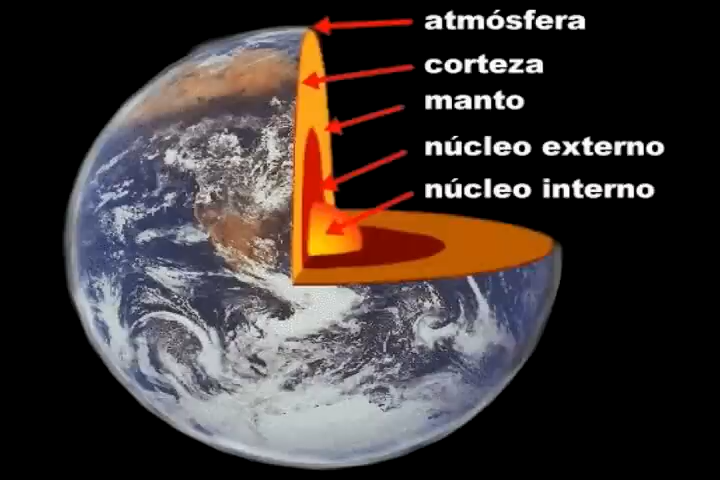 atmósfera
corteza
manto
núcleo externo
núcleo interno